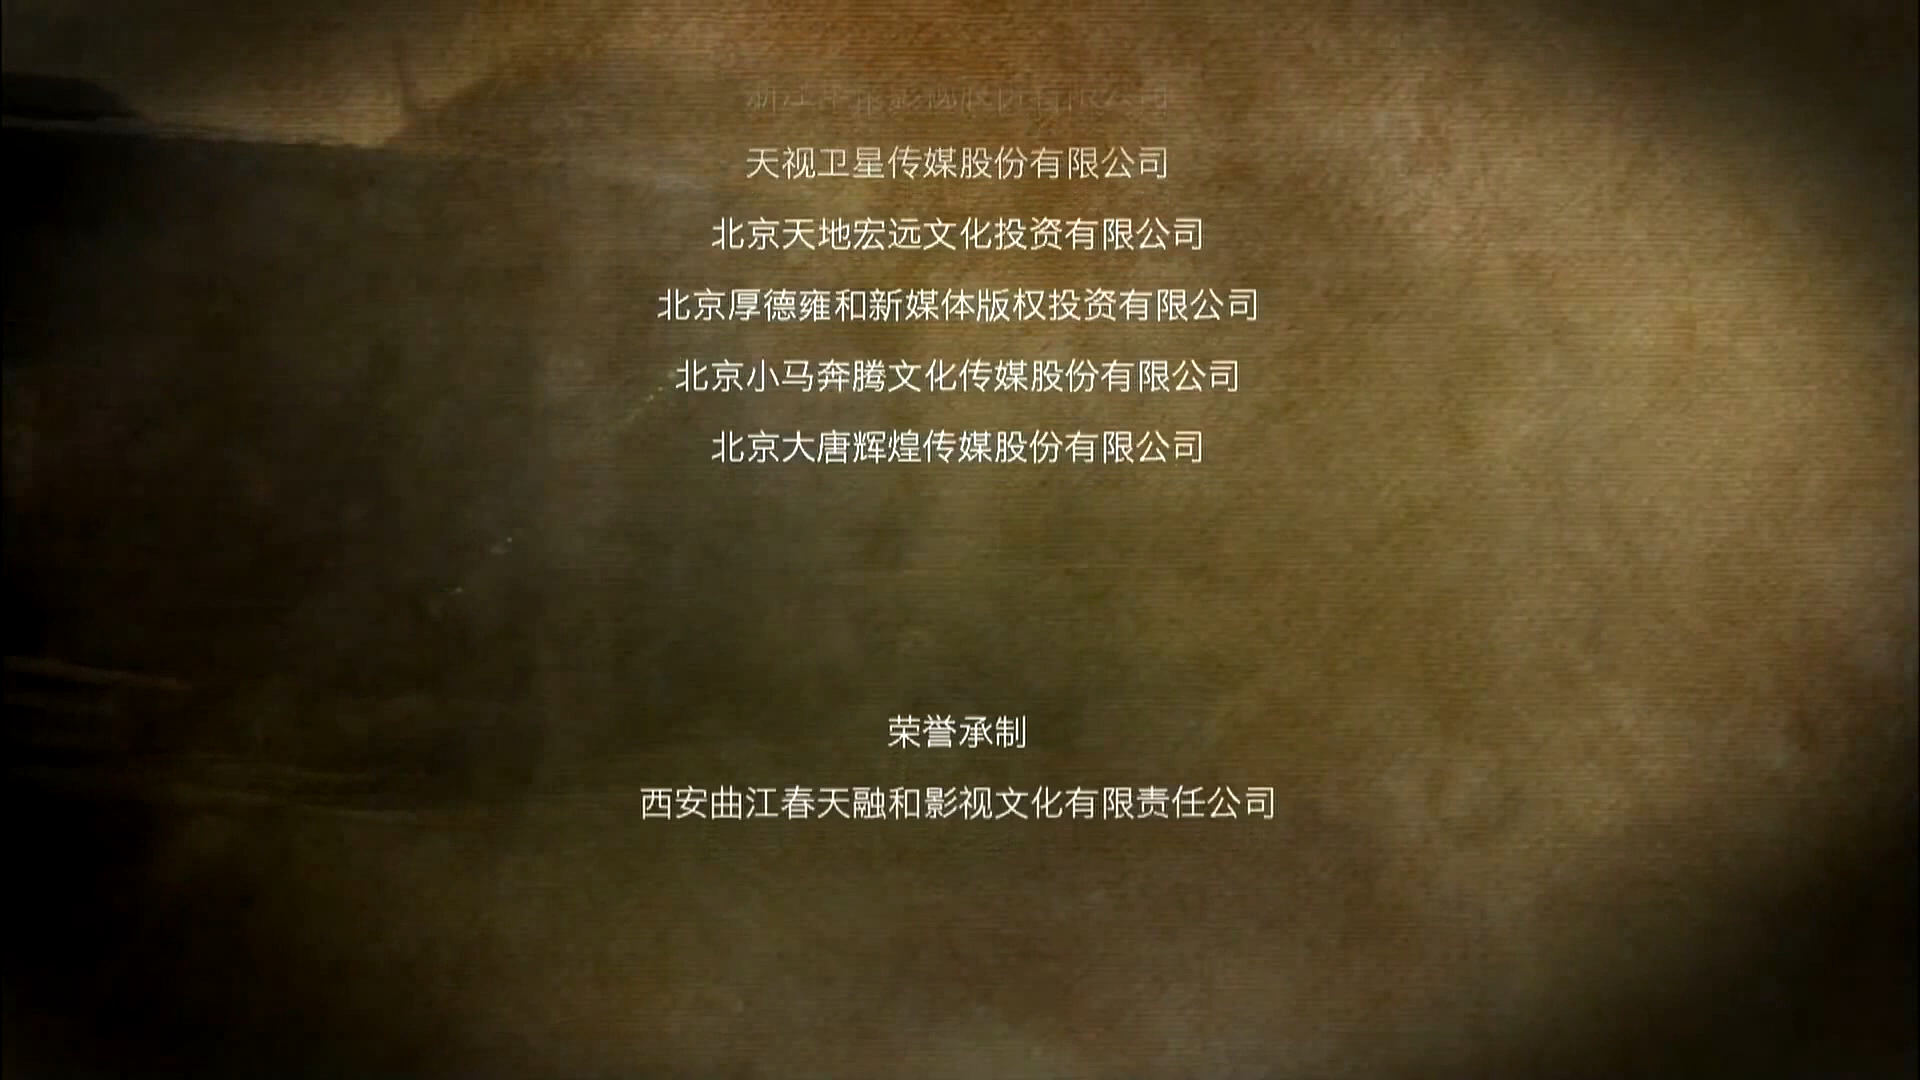 天视卫星传媒股份有限公司
北京天地宏远文化投资有限公司
北京厚德雍和新媒体版权投资有限公司
北京小马奔腾文化传媒股份有限公司
北京大唐辉煌传媒股份有限公司
荣誉承制
西安曲江春天融和影视文化有限责任公司